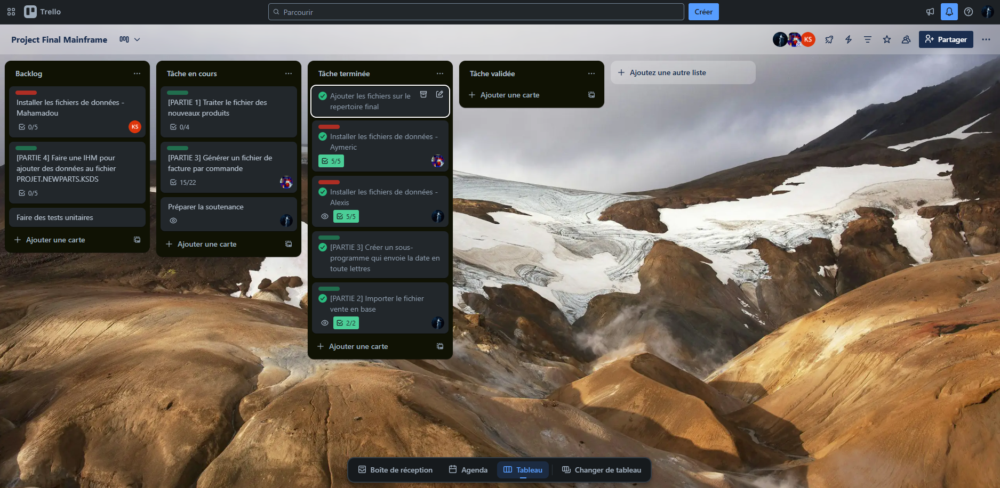 Trello
Parcourir
Créer
Project Final Mainframe
KS
Partager
Backlog
Installer les fichiers de données -
Mahamadou
0/5
KS
[PARTIE 4] Faire une IHM pour
ajouter des données au fichier
PROJET.NEWPARTS.KSDS
0/5
Faire des tests unitaires
Ajouter une carte
Tâche en cours
[PARTIE 1] Traiter le fichier des
nouveaux produits
0/4
[PARTIE 3] Générer un fichier de
facture par commande
15/22
Préparer la soutenance
Ajouter une carte
Tâche terminée
Ajouter les fichiers sur le
repertoire final
Installer les fichiers de données -
Aymeric
5/5
Installer les fichiers de données -
Alexis
5/5
[PARTIE 3] Créer un sous-
programme qui envoie la date en
toute lettres
[PARTIE 2] Importer le fichier
vente en base
2/2
Ajouter une carte
Tâche validée
Ajouter une carte
Ajoutez une autre liste
Boîte de réception
Agenda
Tableau
Changer de tableau